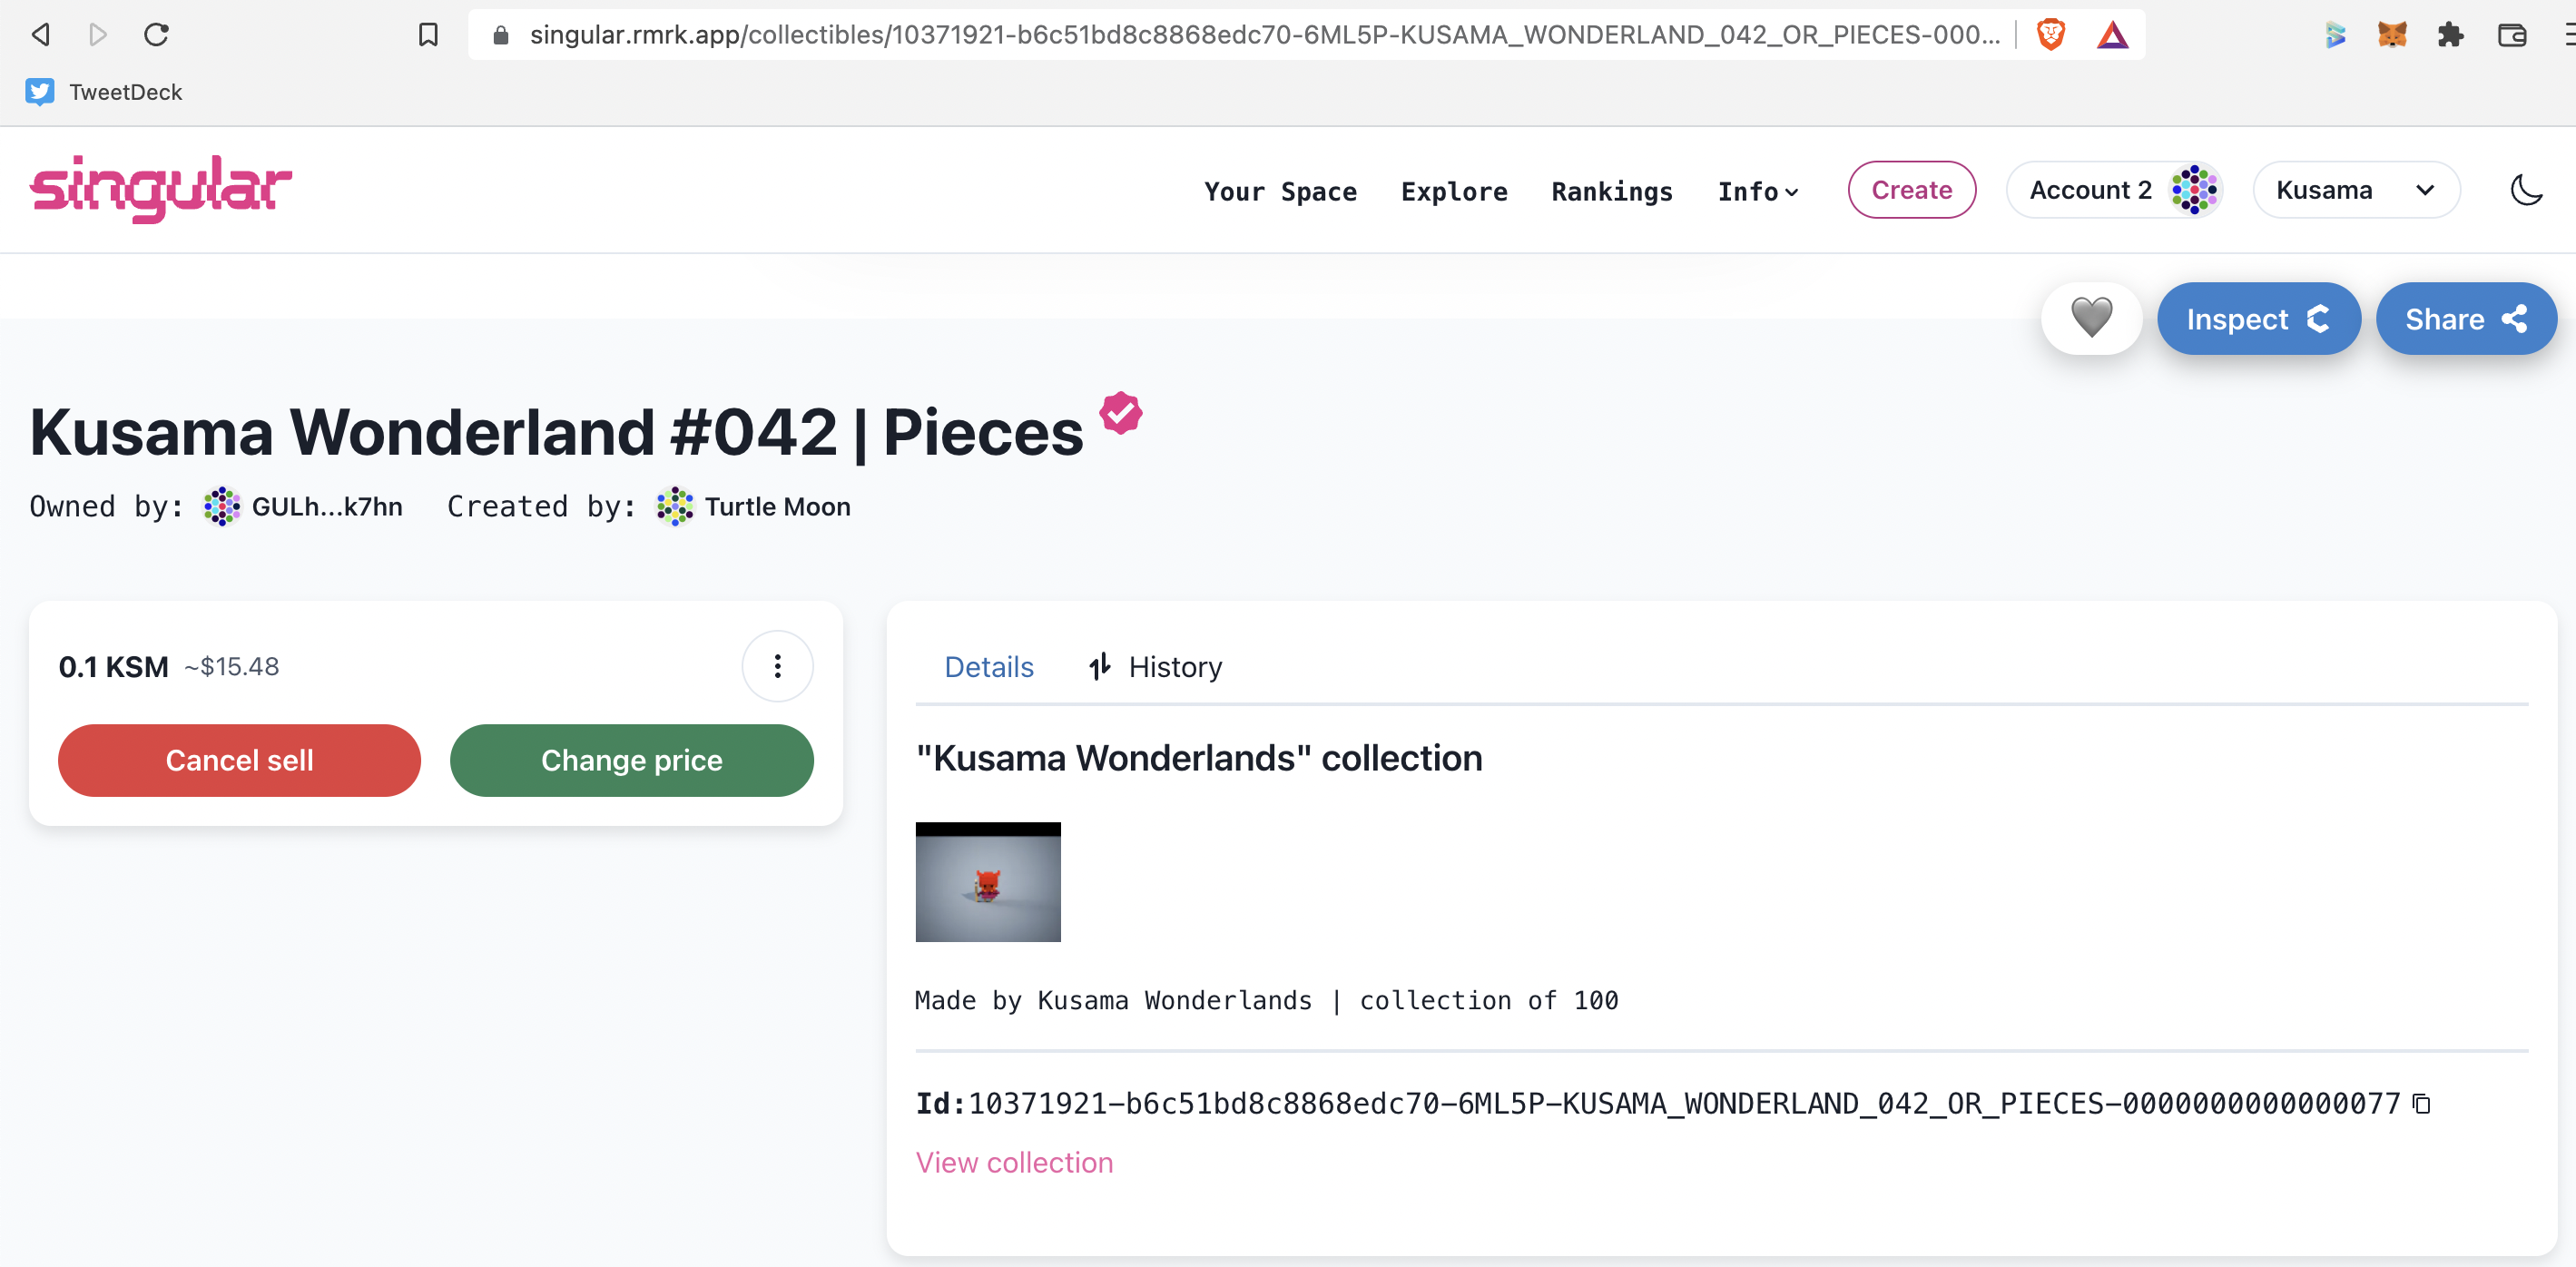 singular.rmrk.app/collectibles/10371921-b6c51bd8c8868edc70-6ML5P-KUSAMA_WONDERLAND_042_OR_PIECES-000...
TweetDeck
singular
Your Space
Explore
Rankings
Info
Create
Account 2
Kusama
Inspect
Share
Kusama Wonderland #042 | Pieces
Owned by: GULh...k7hn Created by: Turtle Moon
0.1 KSM ~$15.48
Cancel sell
Change price
Details
History
"Kusama Wonderlands" collection
Made by Kusama Wonderlands | collection of 100
Id:10371921-b6c51bd8c8868edc70-6ML5P-KUSAMA_WONDERLAND_042_OR_PIECES-0000000000000077
View collection